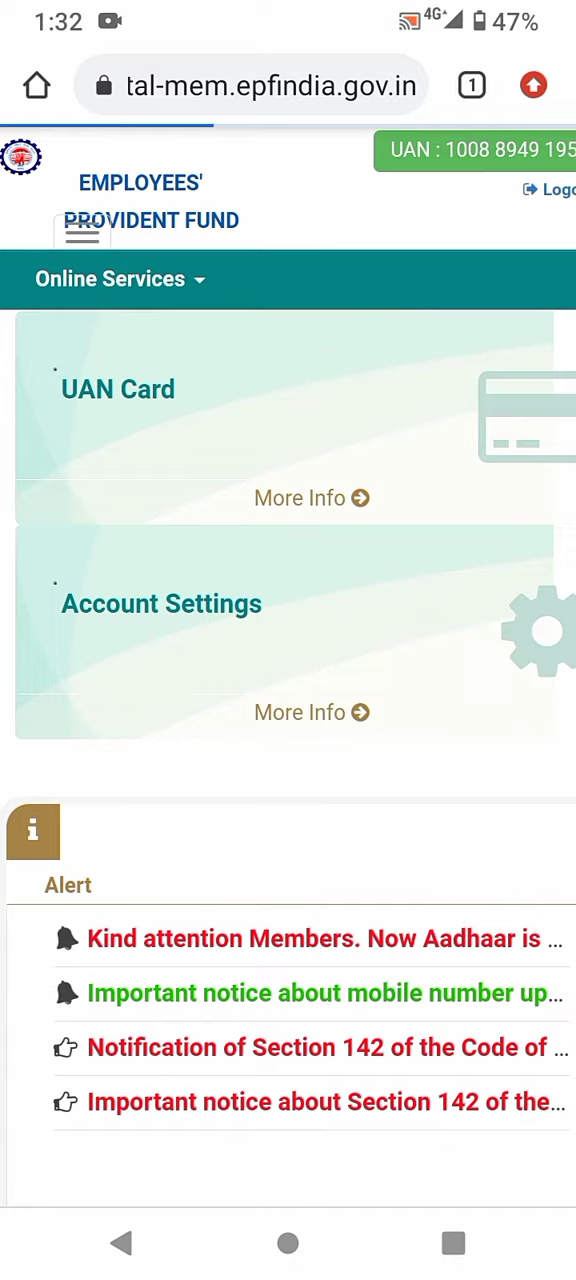 1:32
4G
47%
tal-mem.epfindia.gov.in
1
UAN : 1008 8949 195
EMPLOYEES'
PROVIDENT FUND
Logo
Online Services
UAN Card
More Info
Account Settings
More Info
i
Alert
Kind attention Members. Now Aadhaar is ...
Important notice about mobile number up...
Notification of Section 142 of the Code of ...
Important notice about Section 142 of the...